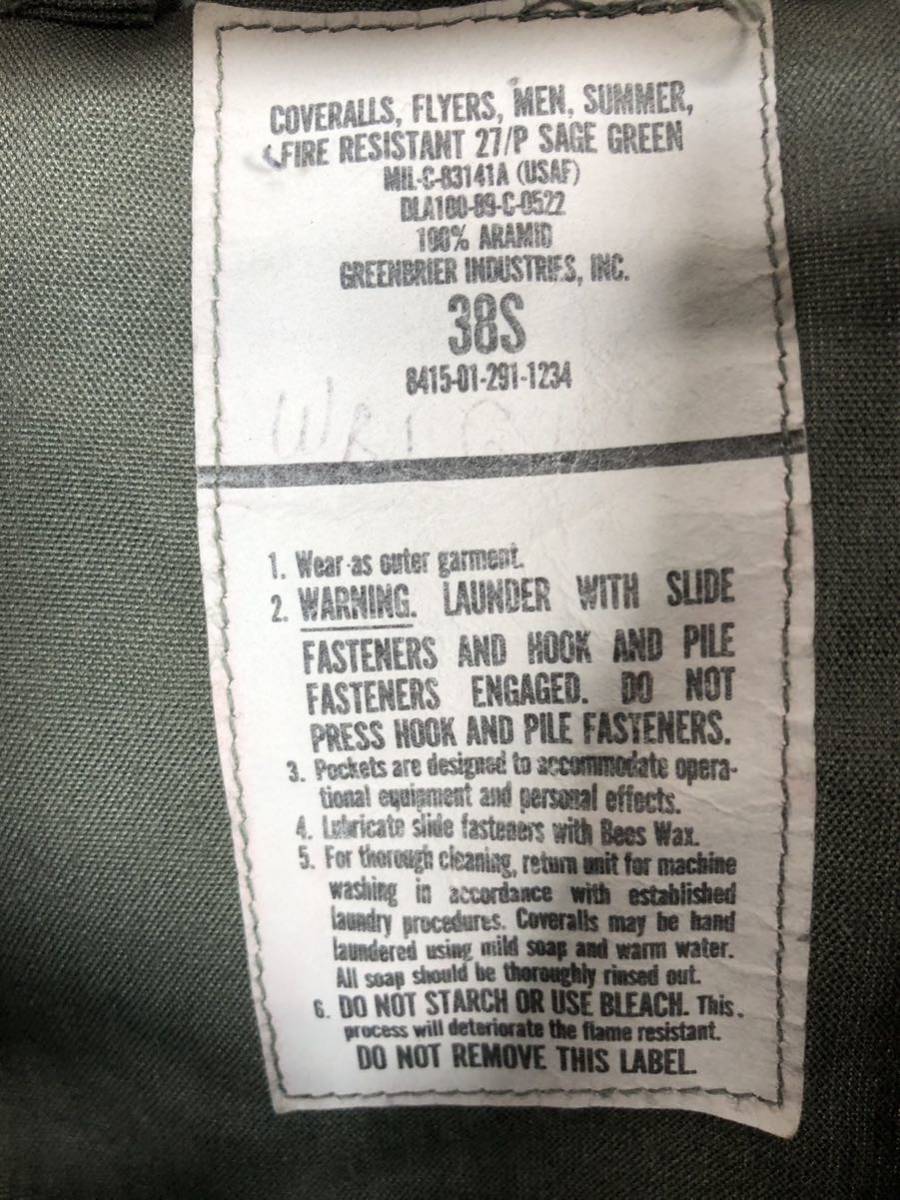 COVERALLS, FLYERS, MEN, SUMMER,
FIRE RESISTANT 27/P SAGE GREEN
MIL-C-83141A (USAF)
DLA100-89-C-0522
100% ARAMID
GREENBRIER INDUSTRIES, INC.
38S
8415-01-291-1234
1. Wear as outer garment.
2. WARNING. LAUNDER WITH SLIDE
FASTENERS AND HOOK AND PILE
FASTENERS ENGAGED. DO NOT
PRESS HOOK AND PILE FASTENERS.
3. Pockets are designed to accommodate opera-
tional equipment and personal effects.
4. Lubricate slide fasteners with Bees Wax.
5. For thorough cleaning, return unit for machine
washing in accordance with established
laundry procedures. Coveralls may be hand
laundered using mild soap and warm water.
All soap should be thoroughly rinsed out.
6. DO NOT STARCH OR USE BLEACH. This
process will deteriorate the flame resistant.
DO NOT REMOVE THIS LABEL.